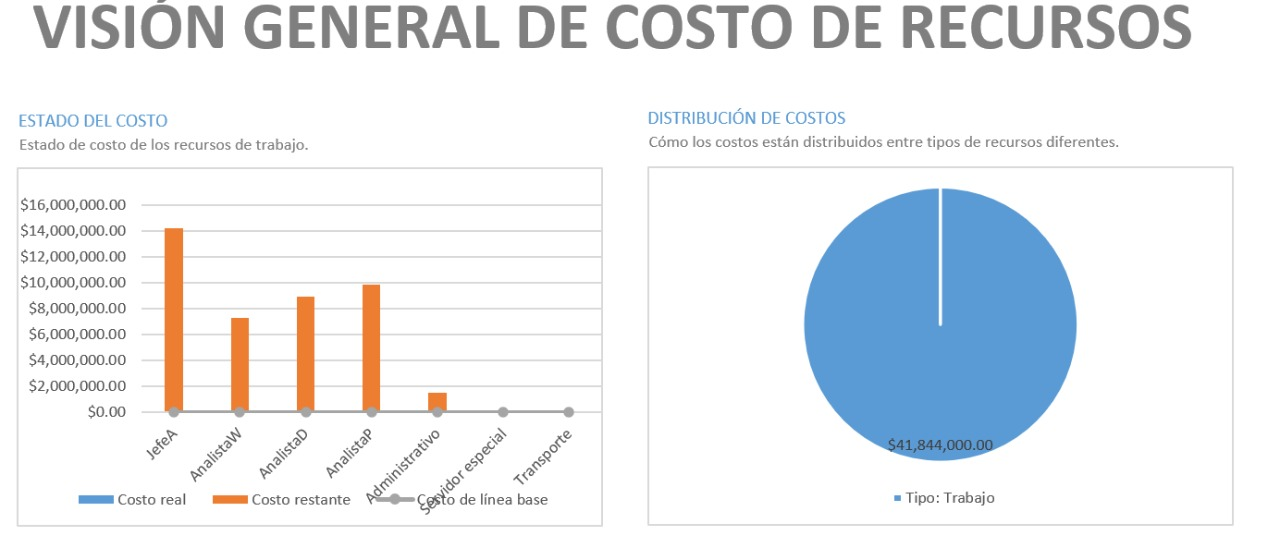 VISIÓN GENERAL DE COSTO DE RECURSOS
ESTADO DEL COSTO
Estado de costo de los recursos de trabajo.
$16,000,000.00
$14,000,000.00
$12,000,000.00
$10,000,000.00
$8,000,000.00
$6,000,000.00
$4,000,000.00
$2,000,000.00
$0.00
JefeA
AnalistaW
AnalistaD
AnalistaP
Administrativo
Servidor especial
Transporte
Costo real
Costo restante
Costo de línea base
DISTRIBUCIÓN DE COSTOS
Cómo los costos están distribuidos entre tipos de recursos diferentes.
$41,844,000.00
Tipo: Trabajo